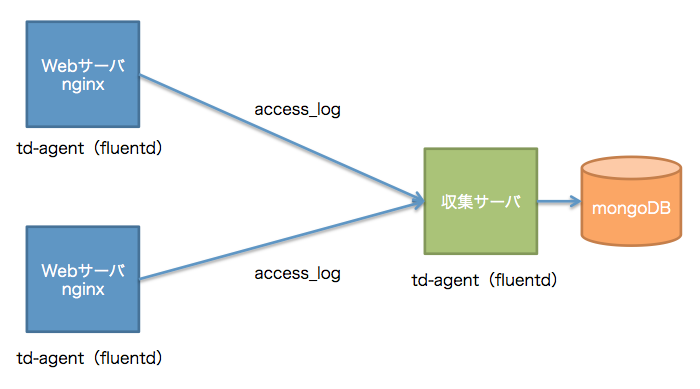 Webサーバ
nginx
td-agent（fluentd）
access_log
収集サーバ
mongoDB
td-agent（fluentd）
Webサーバ
nginx
access_log
td-agent（fluentd）